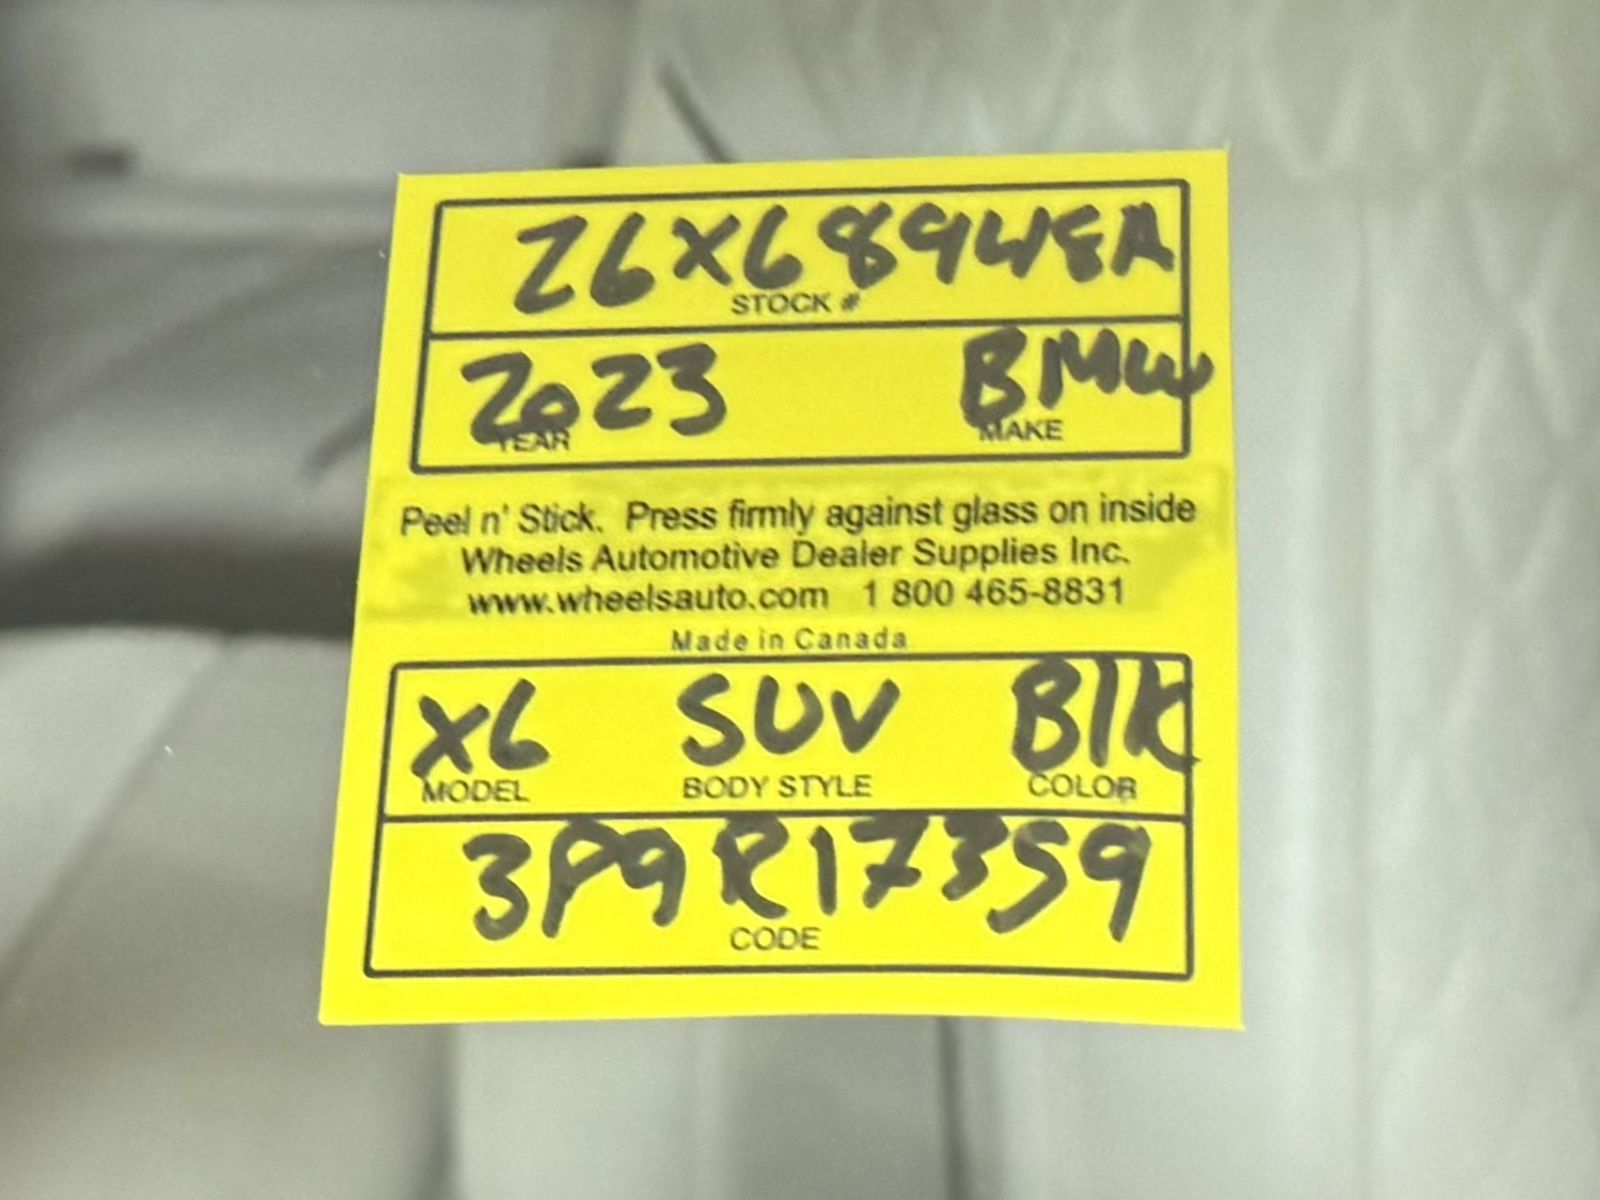 26X6894EA
STOCK #
2023 BMW
YEAR MAKE
Peel n' Stick. Press firmly against glass on inside
Wheels Automotive Dealer Supplies Inc.
www.wheelsauto.com 1 800 465-8831
Made in Canada
X6 SUV Blk
MODEL BODY STYLE COLOR
3P9R17359
CODE